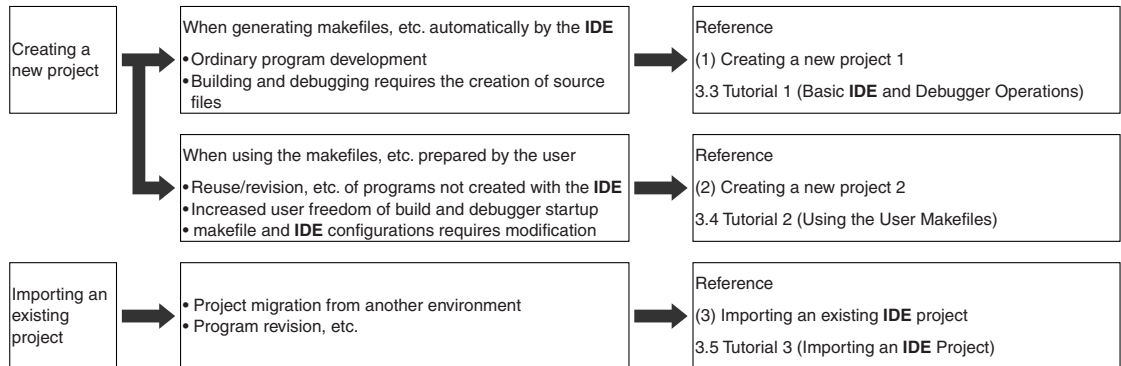 Creating a
new project
When generating makefiles, etc. automatically by the IDE
•Ordinary program development
•Building and debugging requires the creation of source
files
Reference
(1) Creating a new project 1
3.3 Tutorial 1 (Basic IDE and Debugger Operations)
When using the makefiles, etc. prepared by the user
•Reuse/revision, etc. of programs not created with the IDE
•Increased user freedom of build and debugger startup
• makefile and IDE configurations requires modification
Reference
(2) Creating a new project 2
3.4 Tutorial 2 (Using the User Makefiles)
Importing an
existing
project
• Project migration from another environment
• Program revision, etc.
Reference
(3) Importing an existing IDE project
3.5 Tutorial 3 (Importing an IDE Project)